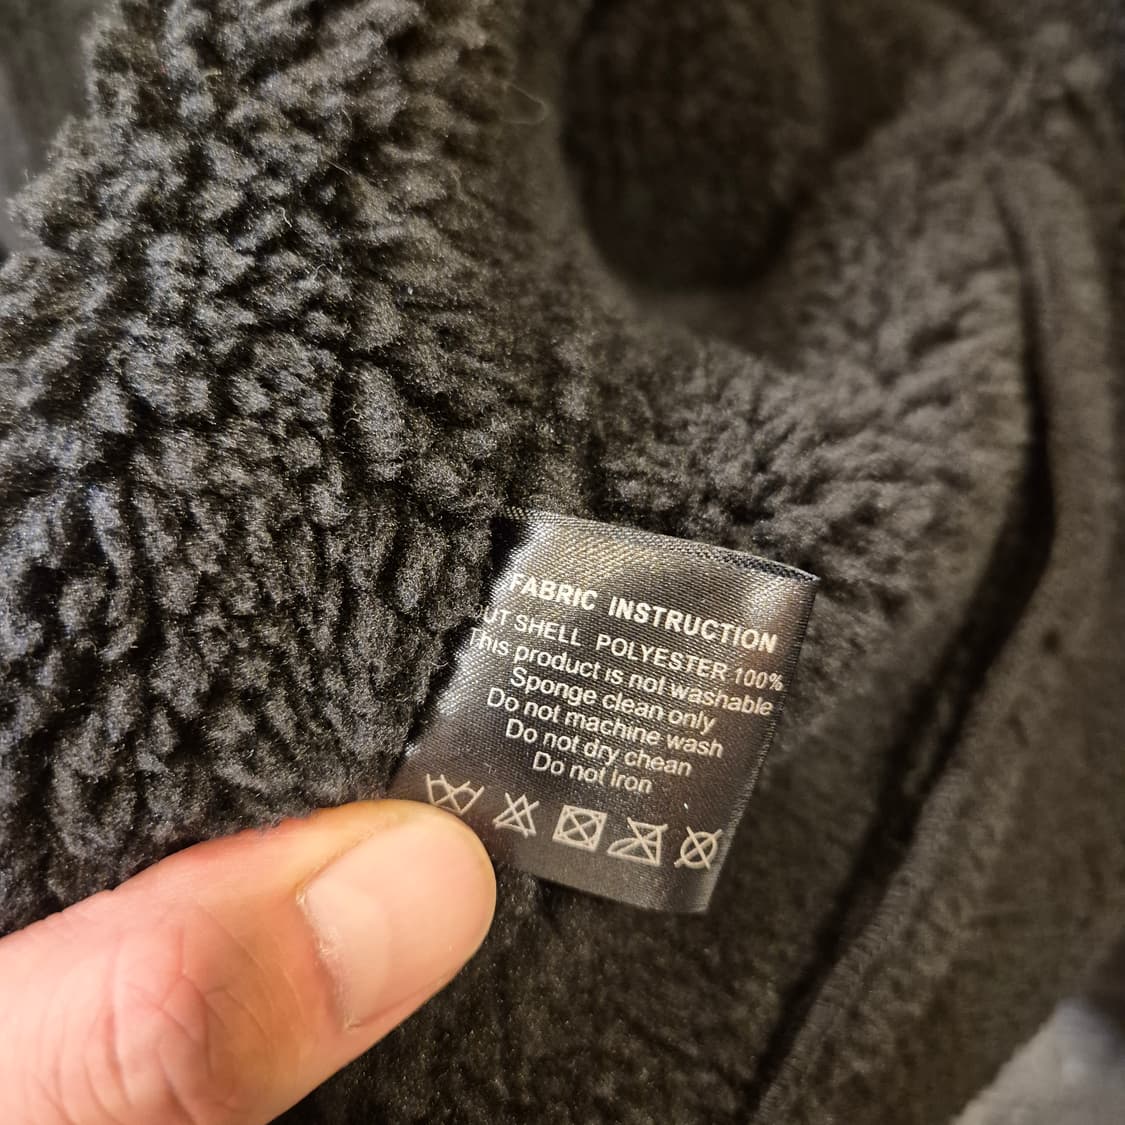 FABRIC INSTRUCTION
UT SHELL POLYESTER 100%
This product is not washable
Sponge clean only
Do not machine wash
Do not dry chean
Do not Iron